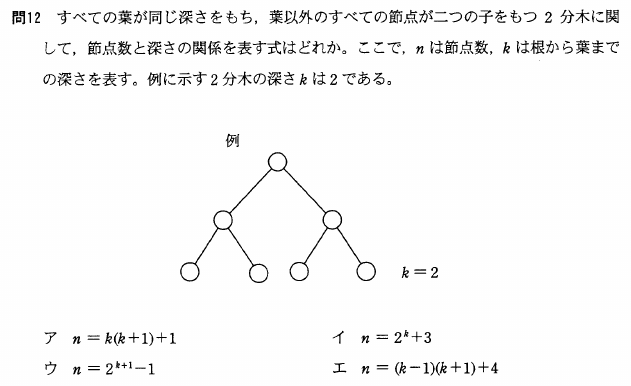 問12 すべての葉が同じ深さをもち，葉以外のすべての節点が二つの子をもつ 2 分木に関
して，節点数と深さの関係を表す式はどれか。ここで，n は節点数，k は根から葉まで
の深さを表す。例に示す 2 分木の深さ k は 2 である。
例
k＝2
ア n＝k(k＋1)＋1 イ n＝2ᵏ＋3
ウ n＝2ᵏ⁺¹－1 エ n＝(k－1)(k＋1)＋4